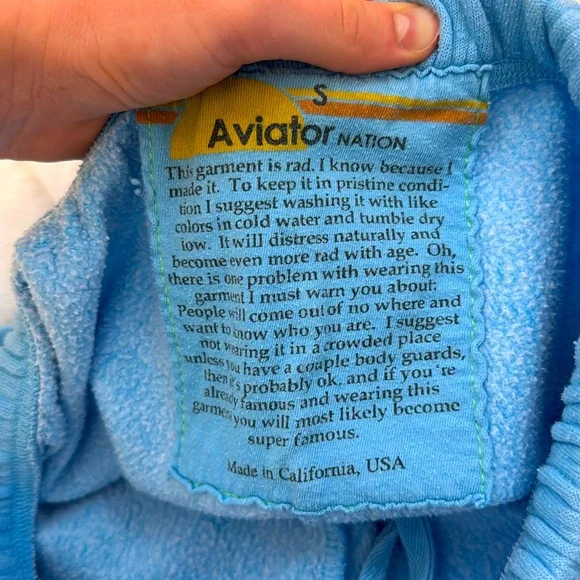 S
Aviator NATION
This garment is rad. I know because I
made it. To keep it in pristine condi-
tion I suggest washing it with like
colors in cold water and tumble dry
low. It will distress naturally and
become even more rad with age. Oh,
there is one problem with wearing this
garment I must warn you about:
People will come out of no where and
want to know who you are. I suggest
not wearing it in a crowded place
unless you have a couple body guards,
then it's probably ok, and if you're
already famous and wearing this
garment you will most likely become
super famous.
Made in California, USA